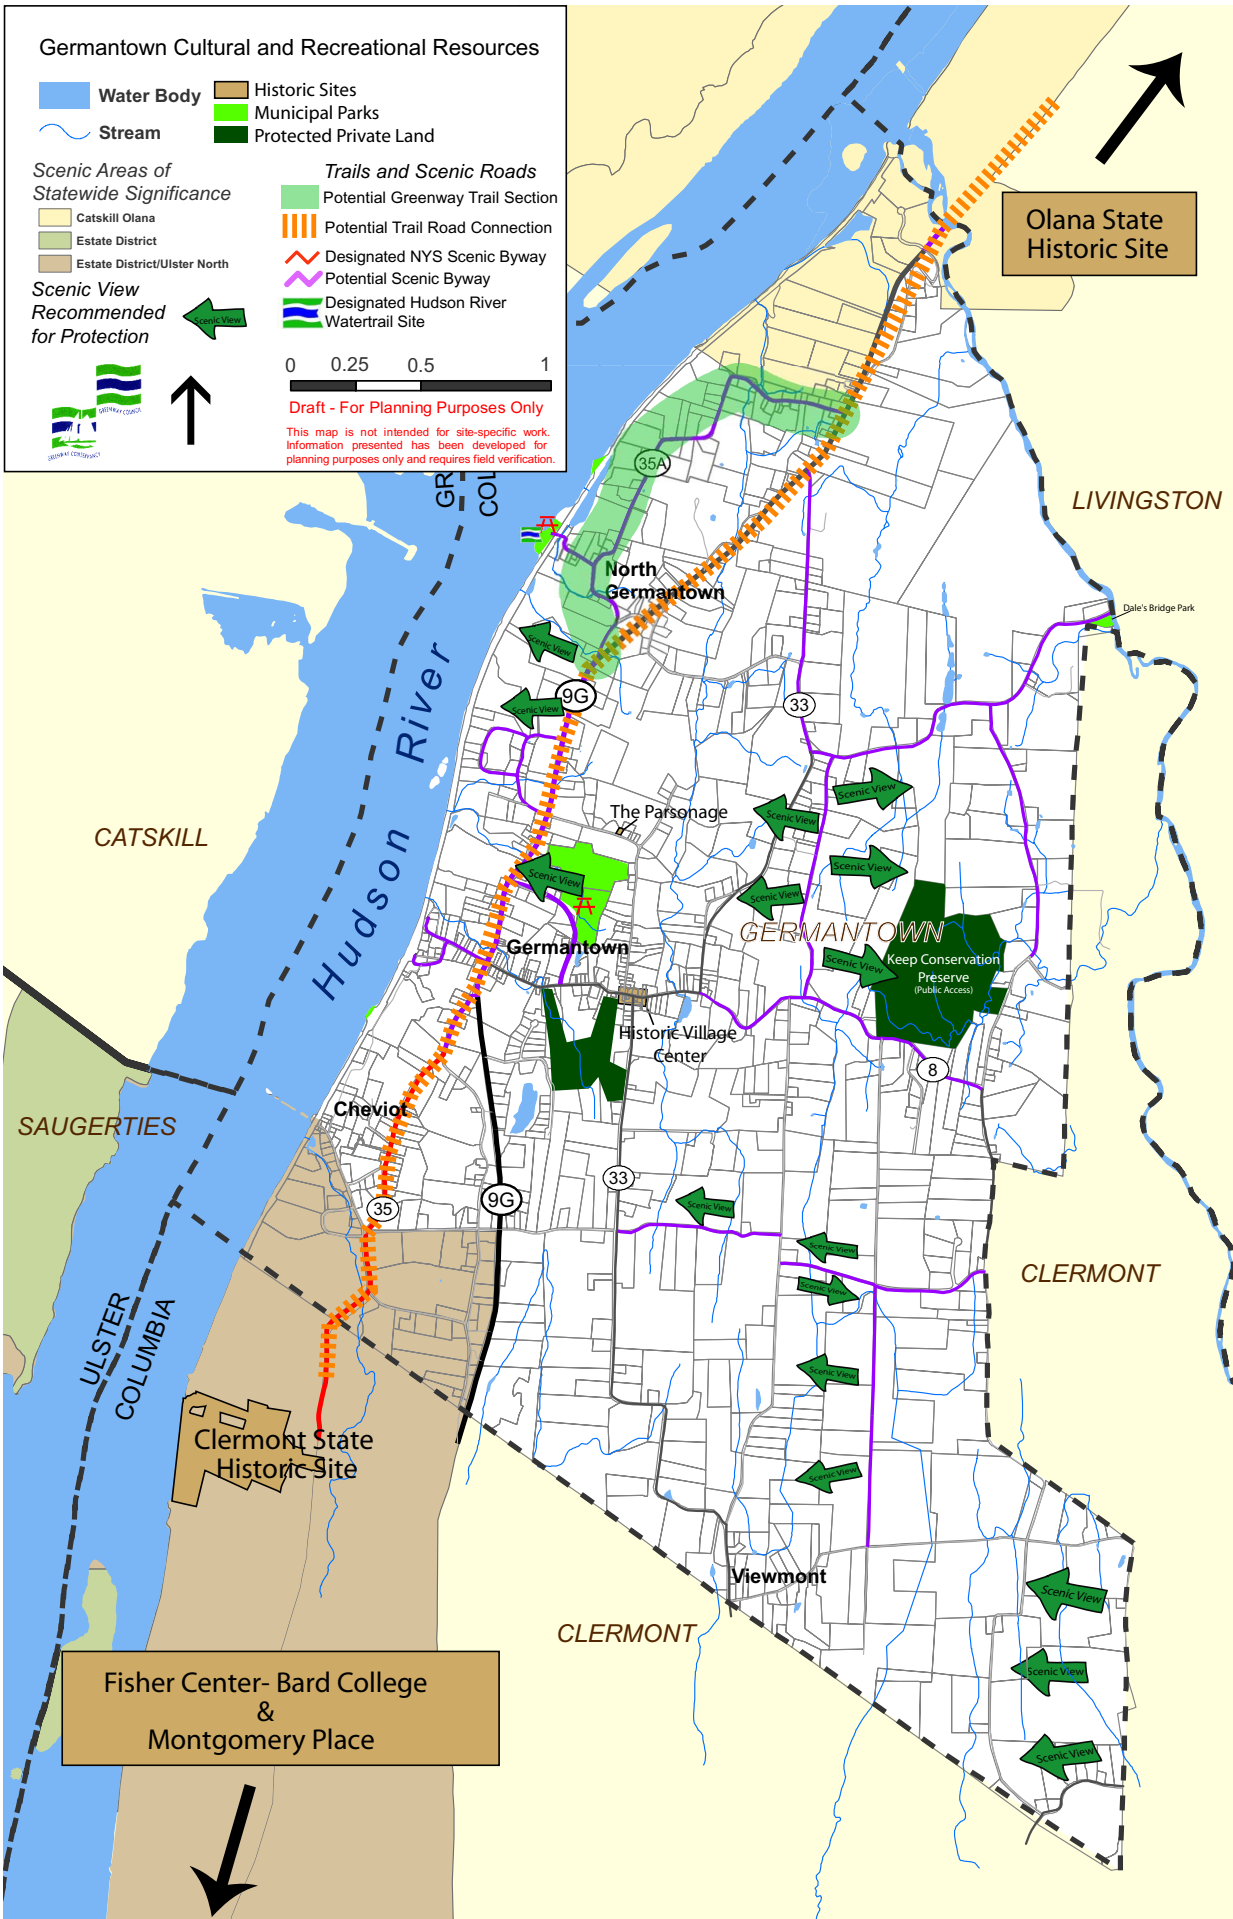 Germantown Cultural and Recreational Resources
Water Body
Stream
Historic Sites
Municipal Parks
Protected Private Land
Scenic Areas of
Statewide Significance
Catskill Olana
Estate District
Estate District/Ulster North
Scenic View
Recommended
for Protection
Scenic View
Trails and Scenic Roads
Potential Greenway Trail Section
Potential Trail Road Connection
Designated NYS Scenic Byway
Potential Scenic Byway
Designated Hudson River
Watertrail Site
0 0.25 0.5 1
Draft - For Planning Purposes Only
This map is not intended for site-specific work.
Information presented has been developed for
planning purposes only and requires field verification.
GREENWAY COUNCIL
GREENWAY CONSERVANCY
Olana State
Historic Site
GR
COL
35A
LIVINGSTON
North
Germantown
Dale's Bridge Park
Scenic View
Scenic View
9G
33
Hudson River
CATSKILL
The Parsonage
Scenic View
Scenic View
Scenic View
Scenic View
Scenic View
GERMANTOWN
Germantown
Scenic View
Keep Conservation
Preserve
(Public Access)
Historic Village
Center
8
Cheviot
SAUGERTIES
33
35
9G
Scenic View
Scenic View
Scenic View
CLERMONT
ULSTER
COLUMBIA
Scenic View
Clermont State
Historic Site
Scenic View
Viewmont
Scenic View
CLERMONT
Scenic View
Scenic View
Fisher Center- Bard College
&
Montgomery Place